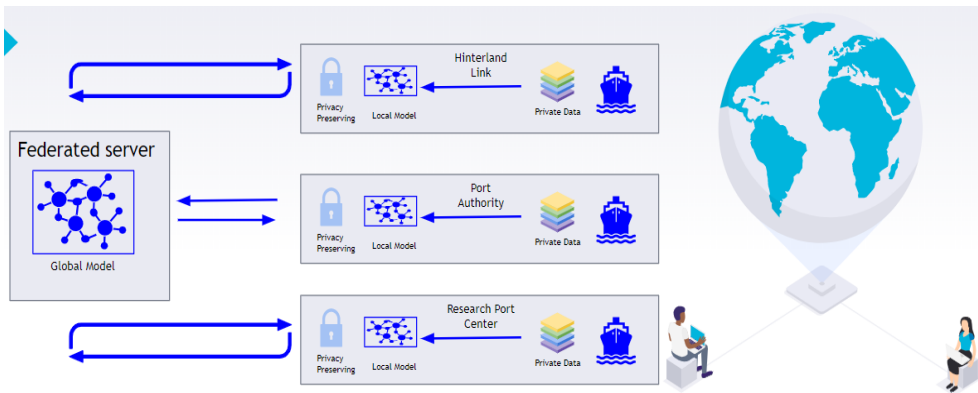 Hinterland
Link
Privacy
Preserving
Local Model
Private Data
Federated server
Global Model
Port
Authority
Privacy
Preserving
Local Model
Private Data
Research Port
Center
Privacy
Preserving
Local Model
Private Data